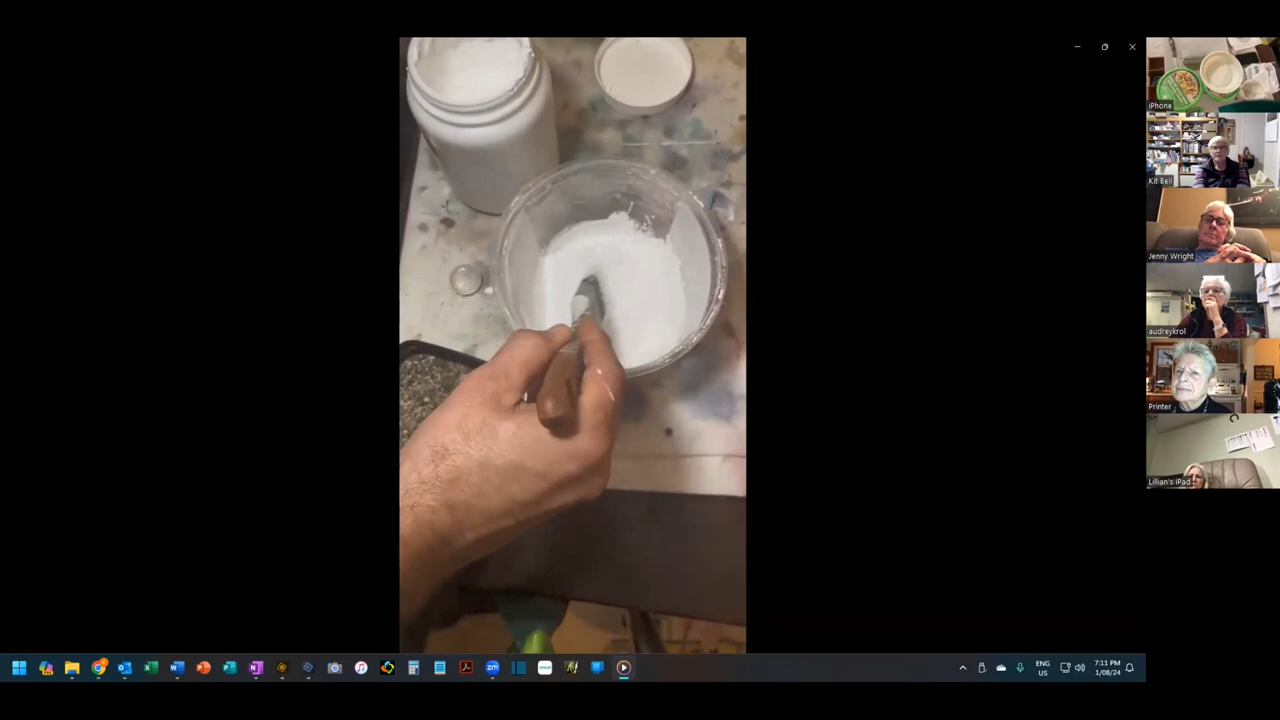 iPhone
Kit Bell
Jenny Wright
audreykrol
Printer
Lillian's iPad
ENG
US
7:11 PM
1/08/24